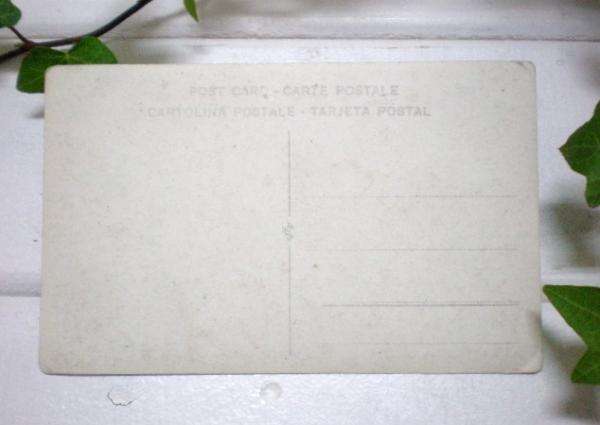 POST CARD - CARTE POSTALE
CARTOLINA POSTALE - TARJETA POSTAL